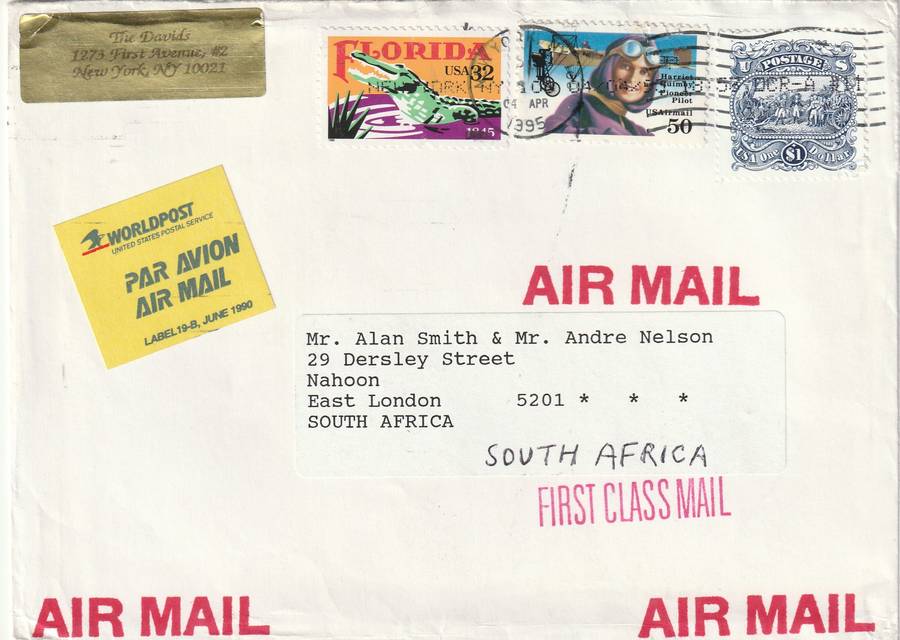 The Davids
1273 First Avenue, #2
New York, NY 10021
FLORIDA
USA 32
1845
Harriet
Quimby
Pioneer
Pilot
USAirmail
50
U POSTAGE S
USA One Dollar
$1
04 APR
1995
WORLDPOST
UNITED STATES POSTAL SERVICE
PAR AVION
AIR MAIL
LABEL 19-B, JUNE 1990
AIR MAIL
Mr. Alan Smith & Mr. Andre Nelson
29 Dersley Street
Nahoon
East London 5201 * * *
SOUTH AFRICA
SOUTH AFRICA
FIRST CLASS MAIL
AIR MAIL AIR MAIL